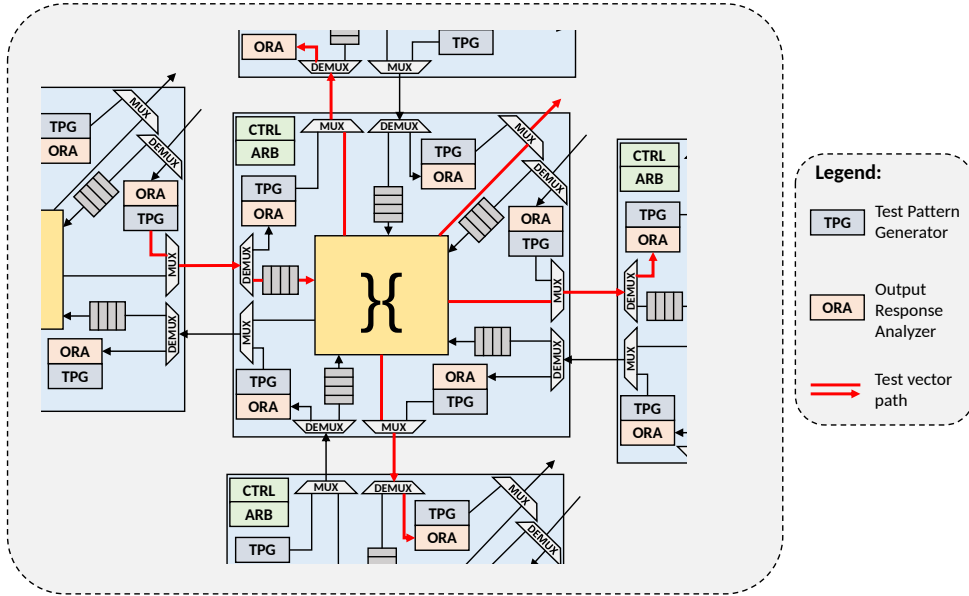 ORA
DEMUX
MUX
TPG
MUX
TPG
ORA
DEMUX
ORA
TPG
MUX
DEMUX
ORA
TPG
CTRL
ARB
MUX
DEMUX
TPG
ORA
MUX
DEMUX
TPG
ORA
ORA
TPG
DEMUX
MUX
}{
MUX
DEMUX
TPG
ORA
ORA
TPG
DEMUX
MUX
CTRL
ARB
TPG
ORA
DEMUX
MUX
TPG
ORA
CTRL
ARB
MUX
DEMUX
TPG
ORA
MUX
DEMUX
TPG
Legend:
TPG
Test Pattern
Generator
ORA
Output
Response
Analyzer
Test vector
path